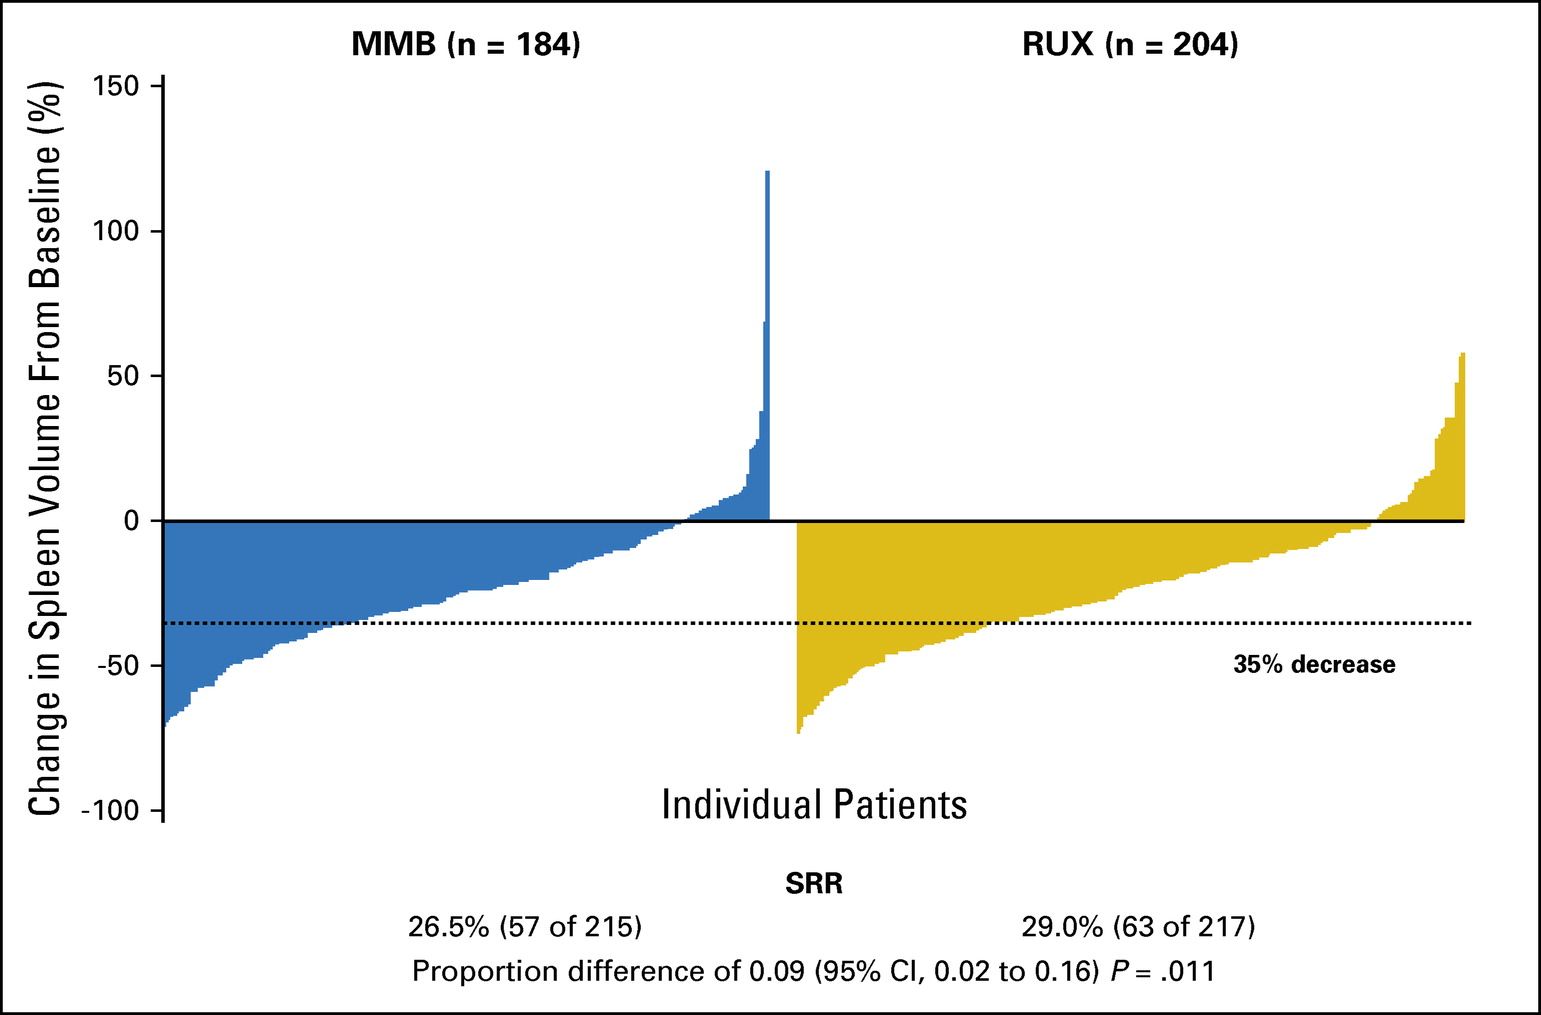 MMB (n = 184)
RUX (n = 204)
Change in Spleen Volume From Baseline (%)
150
100
50
0
-50
-100
35% decrease
Individual Patients
SRR
26.5% (57 of 215)
29.0% (63 of 217)
Proportion difference of 0.09 (95% CI, 0.02 to 0.16) P = .011